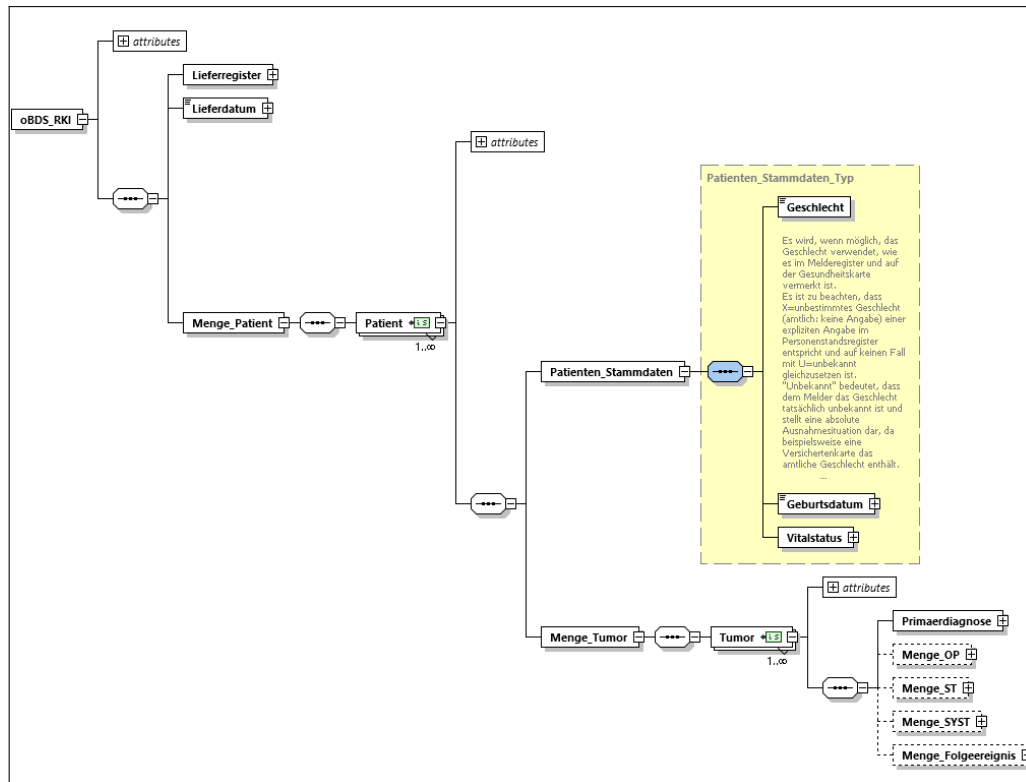 attributes
Lieferregister
Lieferdatum
oBDS_RKI
attributes
Patienten_Stammdaten_Typ
Geschlecht
Es wird, wenn möglich, das
Geschlecht verwendet, wie
es im Melderegister und auf
der Gesundheitskarte
vermerkt ist.
Es ist zu beachten, dass
X=unbestimmtes Geschlecht
(amtlich: keine Angabe) einer
expliziten Angabe im
Personenstandsregister
entspricht und auf keinen Fall
mit U=unbekannt
gleichzusetzen ist.
"Unbekannt" bedeutet, dass
dem Melder das Geschlecht
tatsächlich unbekannt ist und
stellt eine absolute
Ausnahmesituation dar, da
beispielsweise eine
Versichertenkarte das
amtliche Geschlecht enthält.
...
Menge_Patient
Patient
1..∞
Patienten_Stammdaten
Geburtsdatum
Vitalstatus
attributes
Menge_Tumor
Tumor
1..∞
Primaerdiagnose
Menge_OP
Menge_ST
Menge_SYST
Menge_Folgeereignis